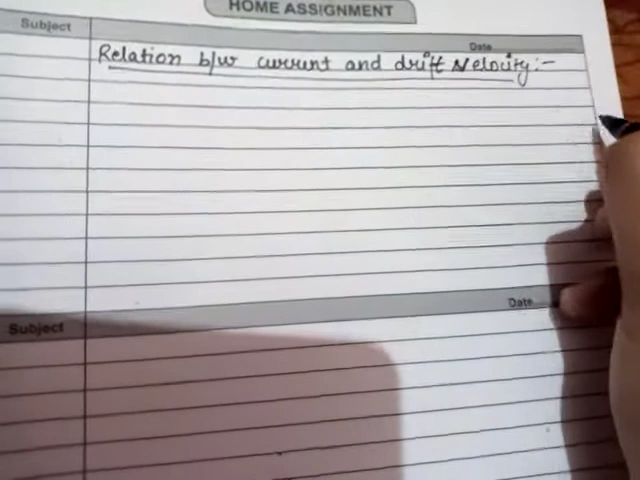 HOME ASSIGNMENT
Subject
Date
Relation b/w current and drift velocity:-
Date
Subject